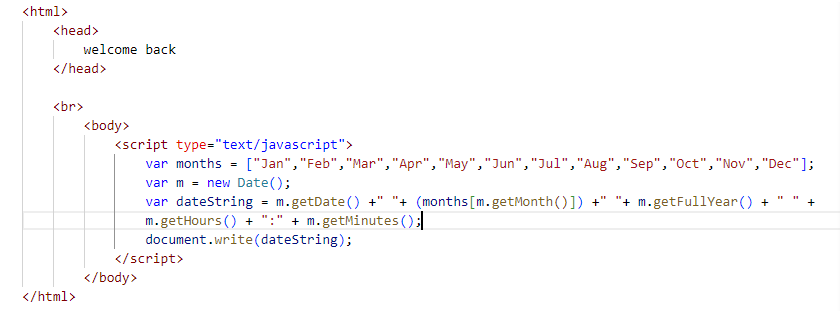 <html>
<head>
welcome back
</head>
<br>
<body>
<script type="text/javascript">
var months = ["Jan","Feb","Mar","Apr","May","Jun","Jul","Aug","Sep","Oct","Nov","Dec"];
var m = new Date();
var dateString = m.getDate() +" "+ (months[m.getMonth()]) +" "+ m.getFullYear() + " " +
m.getHours() + ":" + m.getMinutes();
document.write(dateString);
</script>
</body>
</html>